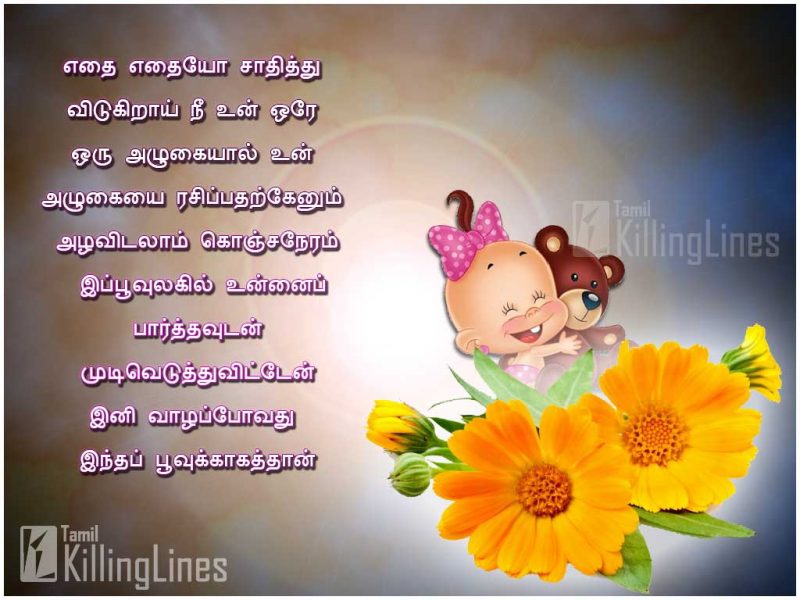 எதை எதையோ சாதித்து
விடுகிறாய் நீ உன் ஒரே
ஒரு அழுகையால் உன்
அழுகையை ரசிப்பதற்கேனும்
அழவிடலாம் கொஞ்சநேரம்
இப்பூவுலகில் உன்னைப்
பார்த்தவுடன்
முடிவெடுத்துவிட்டேன்
இனி வாழப்போவது
இந்தப் பூவுக்காகத்தான்
Tamil
KillingLines
Tamil
KillingLines